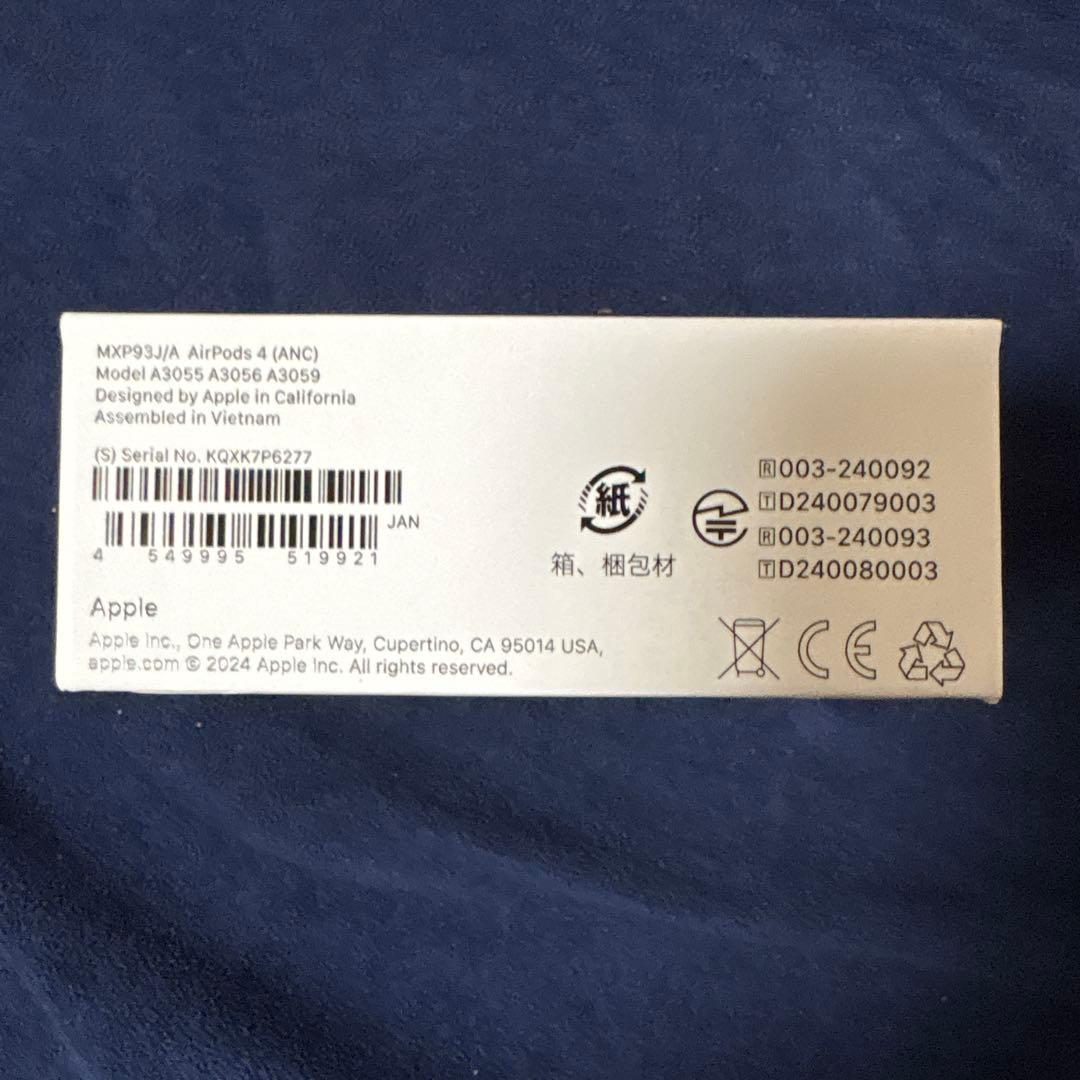 MXP93J/A AirPods 4 (ANC)
Model A3055 A3056 A3059
Designed by Apple in California
Assembled in Vietnam
(S) Serial No. KQXK7P6277
JAN
4 549995 519921
Apple
Apple Inc., One Apple Park Way, Cupertino, CA 95014 USA,
apple.com © 2024 Apple Inc. All rights reserved.
紙
箱、梱包材
🅁003-240092
🅃D240079003
🅁003-240093
🅃D240080003
CE